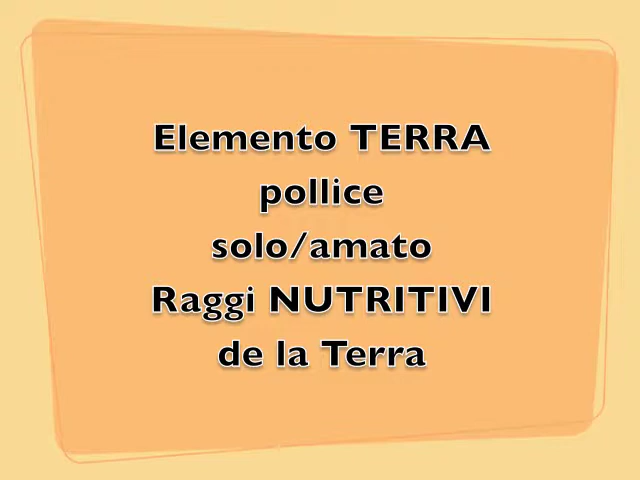 Elemento TERRA
pollice
solo/amato
Raggi NUTRITIVI
de la Terra